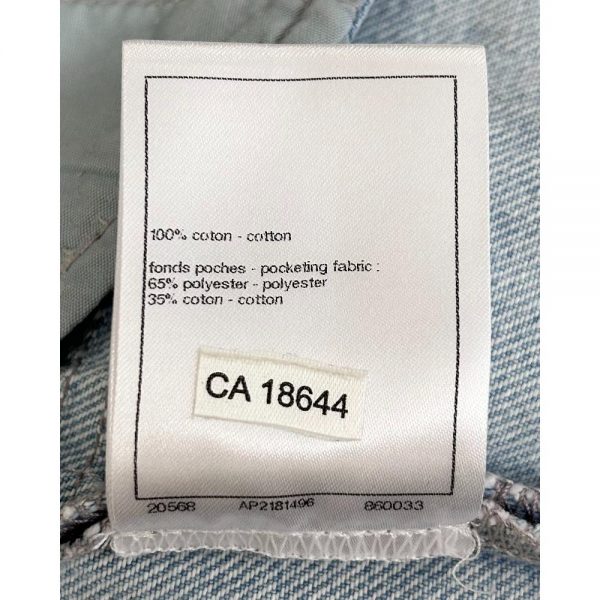 100% coton - cotton
fonds poches - pocketing fabric :
65% polyester - polyester
35% coton - cotton
CA 18644
20568 AP2181496 860033